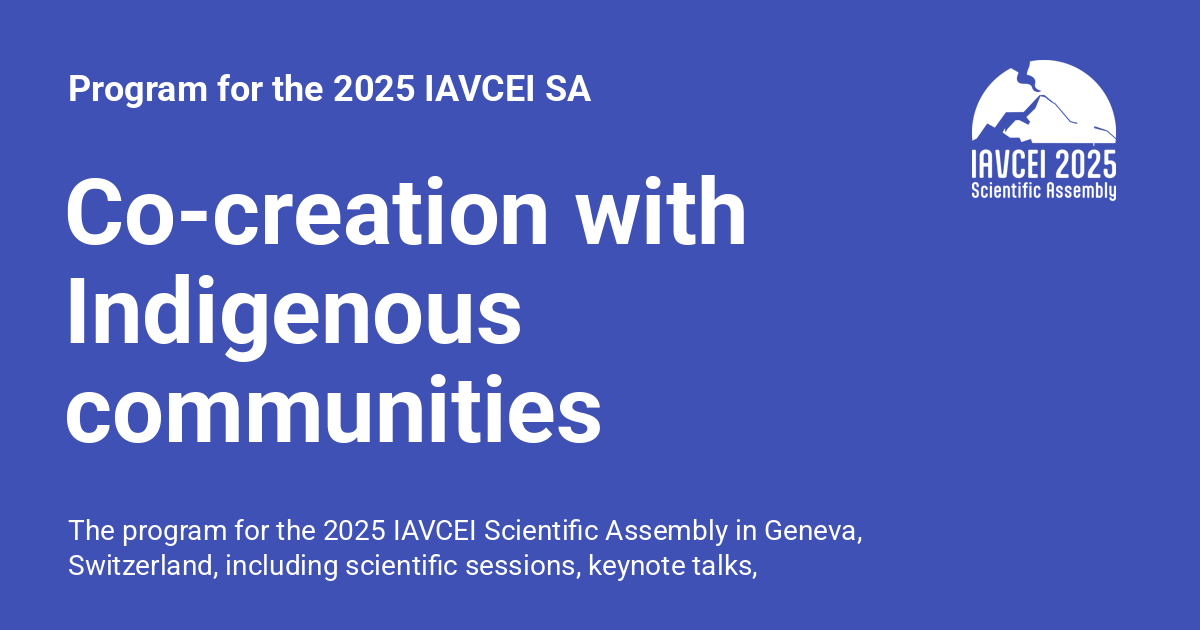 Program for the 2025 IAVCEI SA
IAVCEI 2025
Scientific Assembly
Co-creation with
Indigenous
communities
The program for the 2025 IAVCEI Scientific Assembly in Geneva,
Switzerland, including scientific sessions, keynote talks,